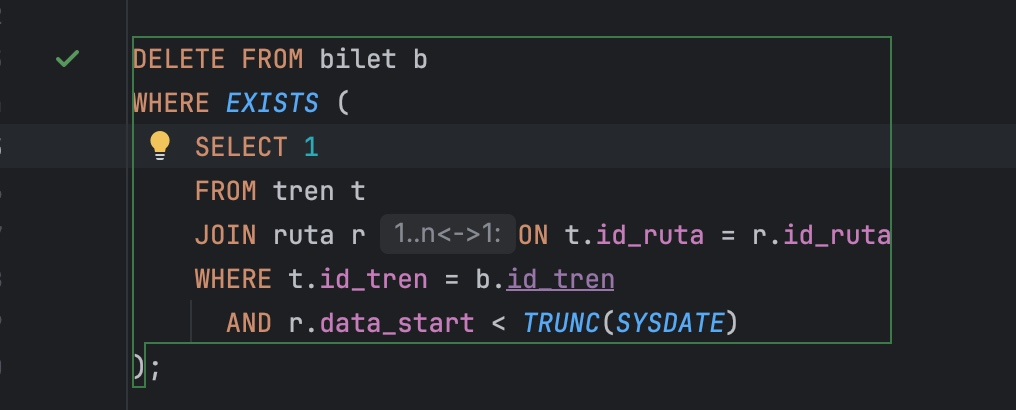 DELETE FROM bilet b
WHERE EXISTS (
SELECT 1
FROM tren t
JOIN ruta r 1..n<->1: ON t.id_ruta = r.id_ruta
WHERE t.id_tren = b.id_tren
AND r.data_start < TRUNC(SYSDATE)
);